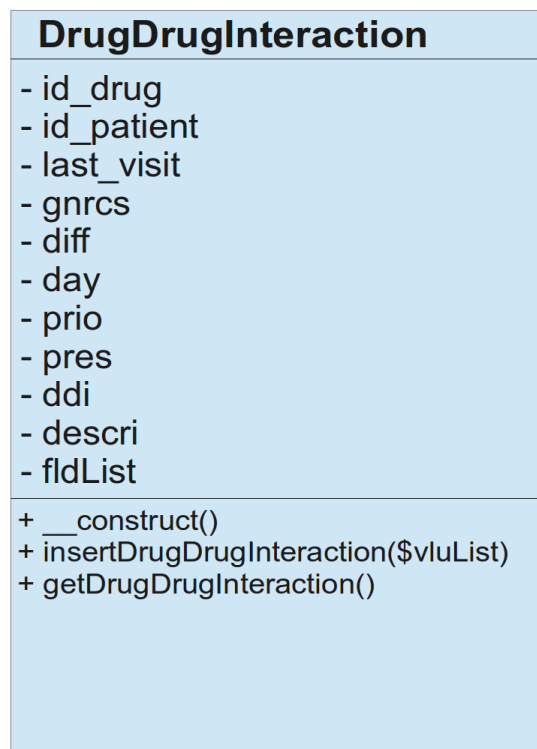 DrugDrugInteraction
- id_drug
- id_patient
- last_visit
- gnrcs
- diff
- day
- prio
- pres
- ddi
- descri
- fldList
+ __construct()
+ insertDrugDrugInteraction($vluList)
+ getDrugDrugInteraction()